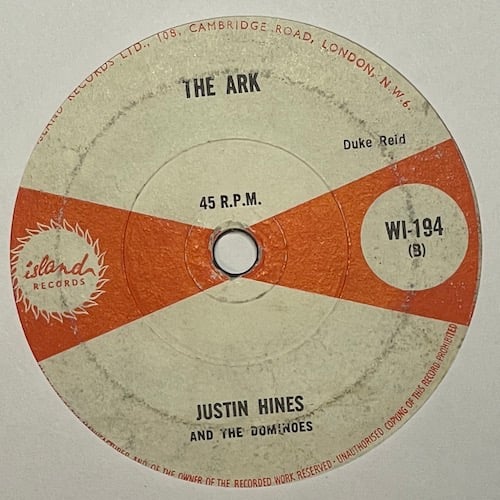 ISLAND RECORDS LTD., 108, CAMBRIDGE ROAD, LONDON, N.W.6.
THE ARK
Duke Reid
45 R.P.M.
WI-194
(B)
island
RECORDS
JUSTIN HINES
AND THE DOMINOES
OF THE OWNER OF THE RECORDED WORK RESERVED - UNAUTHORISED COPYING OF THIS RECORD PROHIBITED